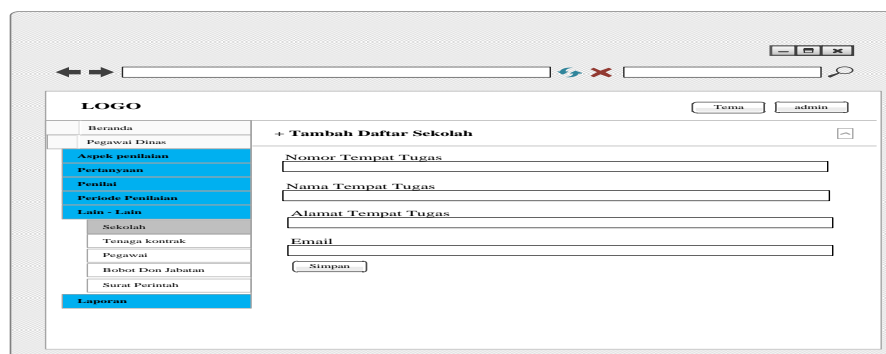 LOGO
Tema
admin
Beranda
Pegawai Dinas
Aspek penilaian
Pertanyaan
Penilai
Periode Penilaian
Lain - Lain
Sekolah
Tenaga kontrak
Pegawai
Bobot Don Jabatan
Surat Perintah
Laporan
+ Tambah Daftar Sekolah
Nomor Tempat Tugas
Nama Tempat Tugas
Alamat Tempat Tugas
Email
Simpan